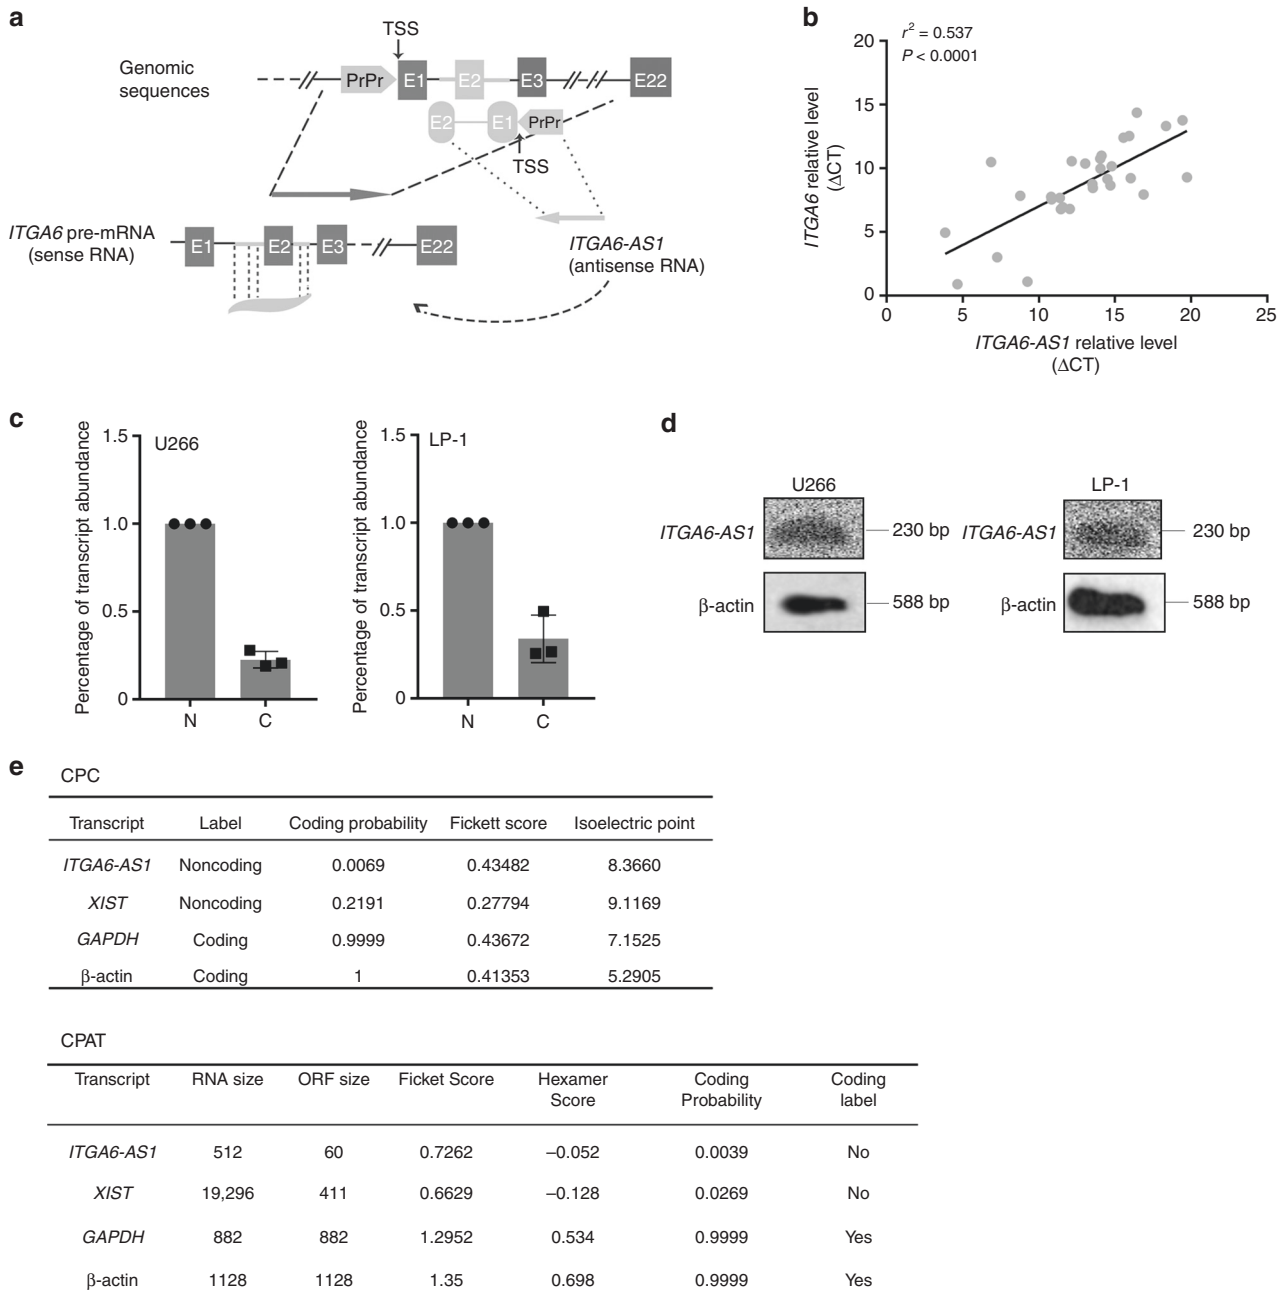 a
TSS
Genomic
sequences
PrPr E1 E2 E3 E22
E2 E1 PrPr
TSS
ITGA6 pre-mRNA
(sense RNA)
E1 E2 E3 E22
ITGA6-AS1
(antisense RNA)
b
r² = 0.537
P < 0.0001
ITGA6 relative level
(ΔCT)
20
15
10
5
0
0 5 10 15 20 25
ITGA6-AS1 relative level
(ΔCT)
c
Percentage of transcript abundance
U266
1.5
1.0
0.5
0
N C
Percentage of transcript abundance
LP-1
1.5
1.0
0.5
0
N C
d
U266
ITGA6-AS1 230 bp
β-actin 588 bp
LP-1
ITGA6-AS1 230 bp
β-actin 588 bp
e
CPC
Transcript Label Coding probability Fickett score Isoelectric point
ITGA6-AS1 Noncoding 0.0069 0.43482 8.3660
XIST Noncoding 0.2191 0.27794 9.1169
GAPDH Coding 0.9999 0.43672 7.1525
β-actin Coding 1 0.41353 5.2905
CPAT
Transcript RNA size ORF size Ficket Score Hexamer Coding Coding
Score Probability label
ITGA6-AS1 512 60 0.7262 –0.052 0.0039 No
XIST 19,296 411 0.6629 –0.128 0.0269 No
GAPDH 882 882 1.2952 0.534 0.9999 Yes
β-actin 1128 1128 1.35 0.698 0.9999 Yes